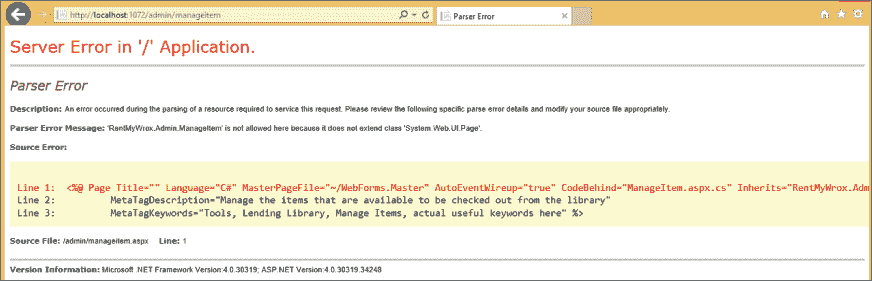 http://localhost:1072/admin/manageitem
Parser Error
Server Error in '/' Application.
Parser Error
Description: An error occurred during the parsing of a resource required to service this request. Please review the following specific parse error details and modify your source file appropriately.
Parser Error Message: 'RentMyWrox.Admin.ManageItem' is not allowed here because it does not extend class 'System.Web.UI.Page'.
Source Error:
Line 1: <%@ Page Title="" Language="C#" MasterPageFile="~/WebForms.Master" AutoEventWireup="true" CodeBehind="ManageItem.aspx.cs" Inherits="RentMyWrox.Adm
Line 2: MetaTagDescription="Manage the items that are available to be checked out from the library"
Line 3: MetaTagKeywords="Tools, Lending Library, Manage Items, actual useful keywords here" %>
Source File: /admin/manageitem.aspx Line: 1
Version Information: Microsoft .NET Framework Version:4.0.30319; ASP.NET Version:4.0.30319.34248